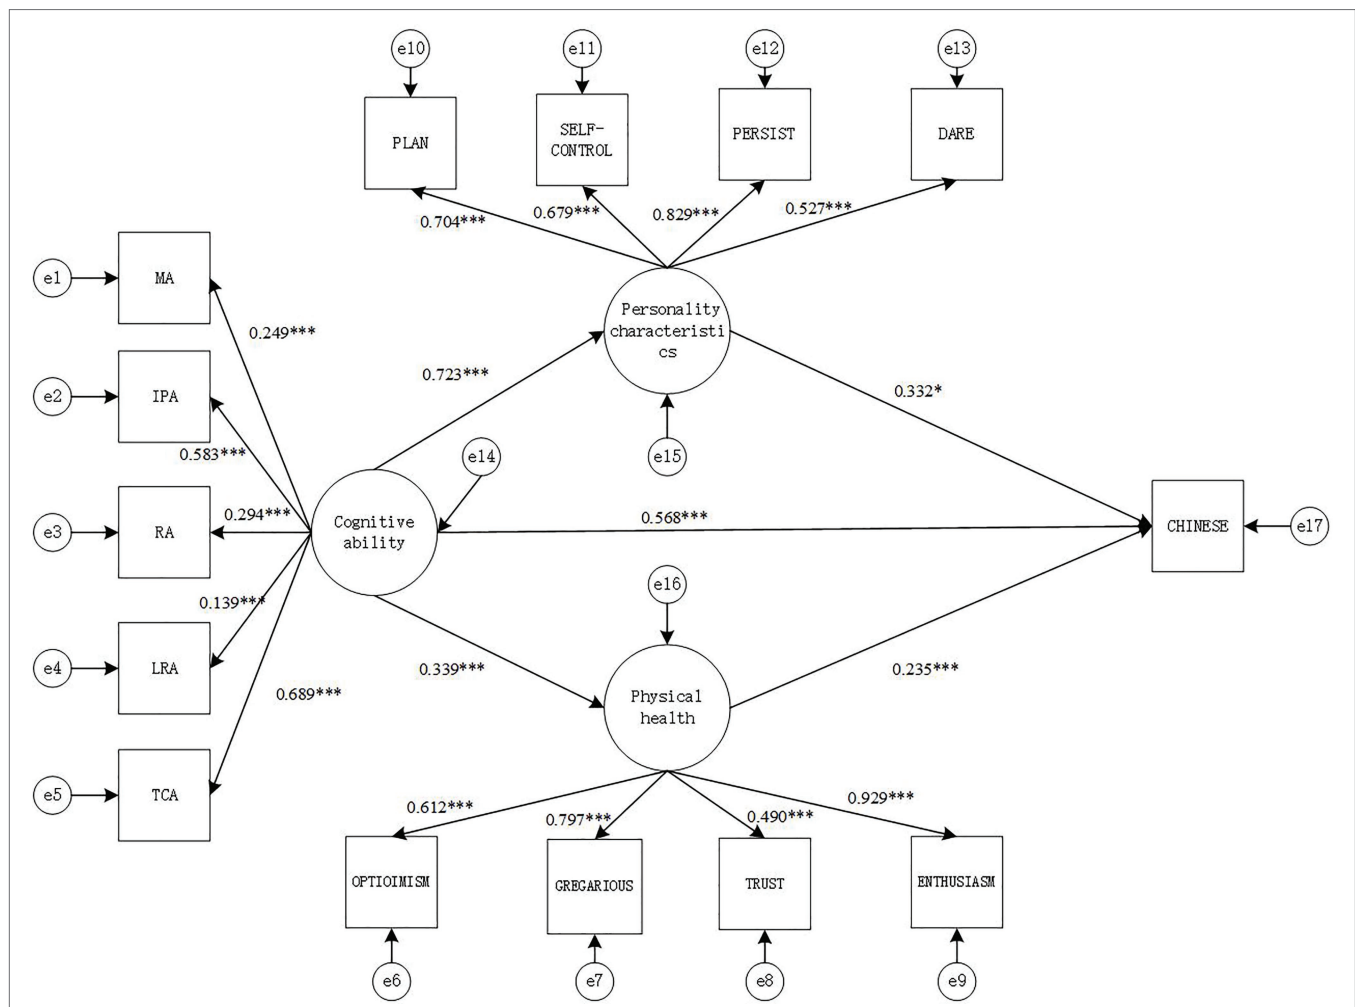 e10
e11
e12
e13
PLAN
SELF-
CONTROL
PERSIST
DARE
0.704***
0.679***
0.829***
0.527***
e1
MA
0.249***
Personality
characteristi
cs
e2
IPA
0.723***
0.332*
0.583***
e14
e15
e3
RA
0.294***
Cognitive
ability
0.568***
CHINESE
e17
e16
0.139***
e4
LRA
0.339***
0.235***
0.689***
Physical
health
e5
TCA
0.612***
0.797***
0.490***
0.929***
OPTIOIMISM
GREGARIOUS
TRUST
ENTHUSIASM
e6
e7
e8
e9